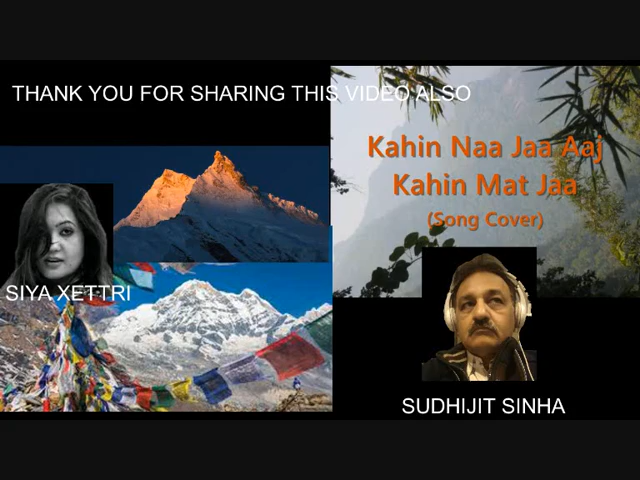 THANK YOU FOR SHARING THIS VIDEO ALSO
Kahin Naa Jaa Aaj
Kahin Mat Jaa
(Song Cover)
SIYA XETTRI
SUDHIJIT SINHA